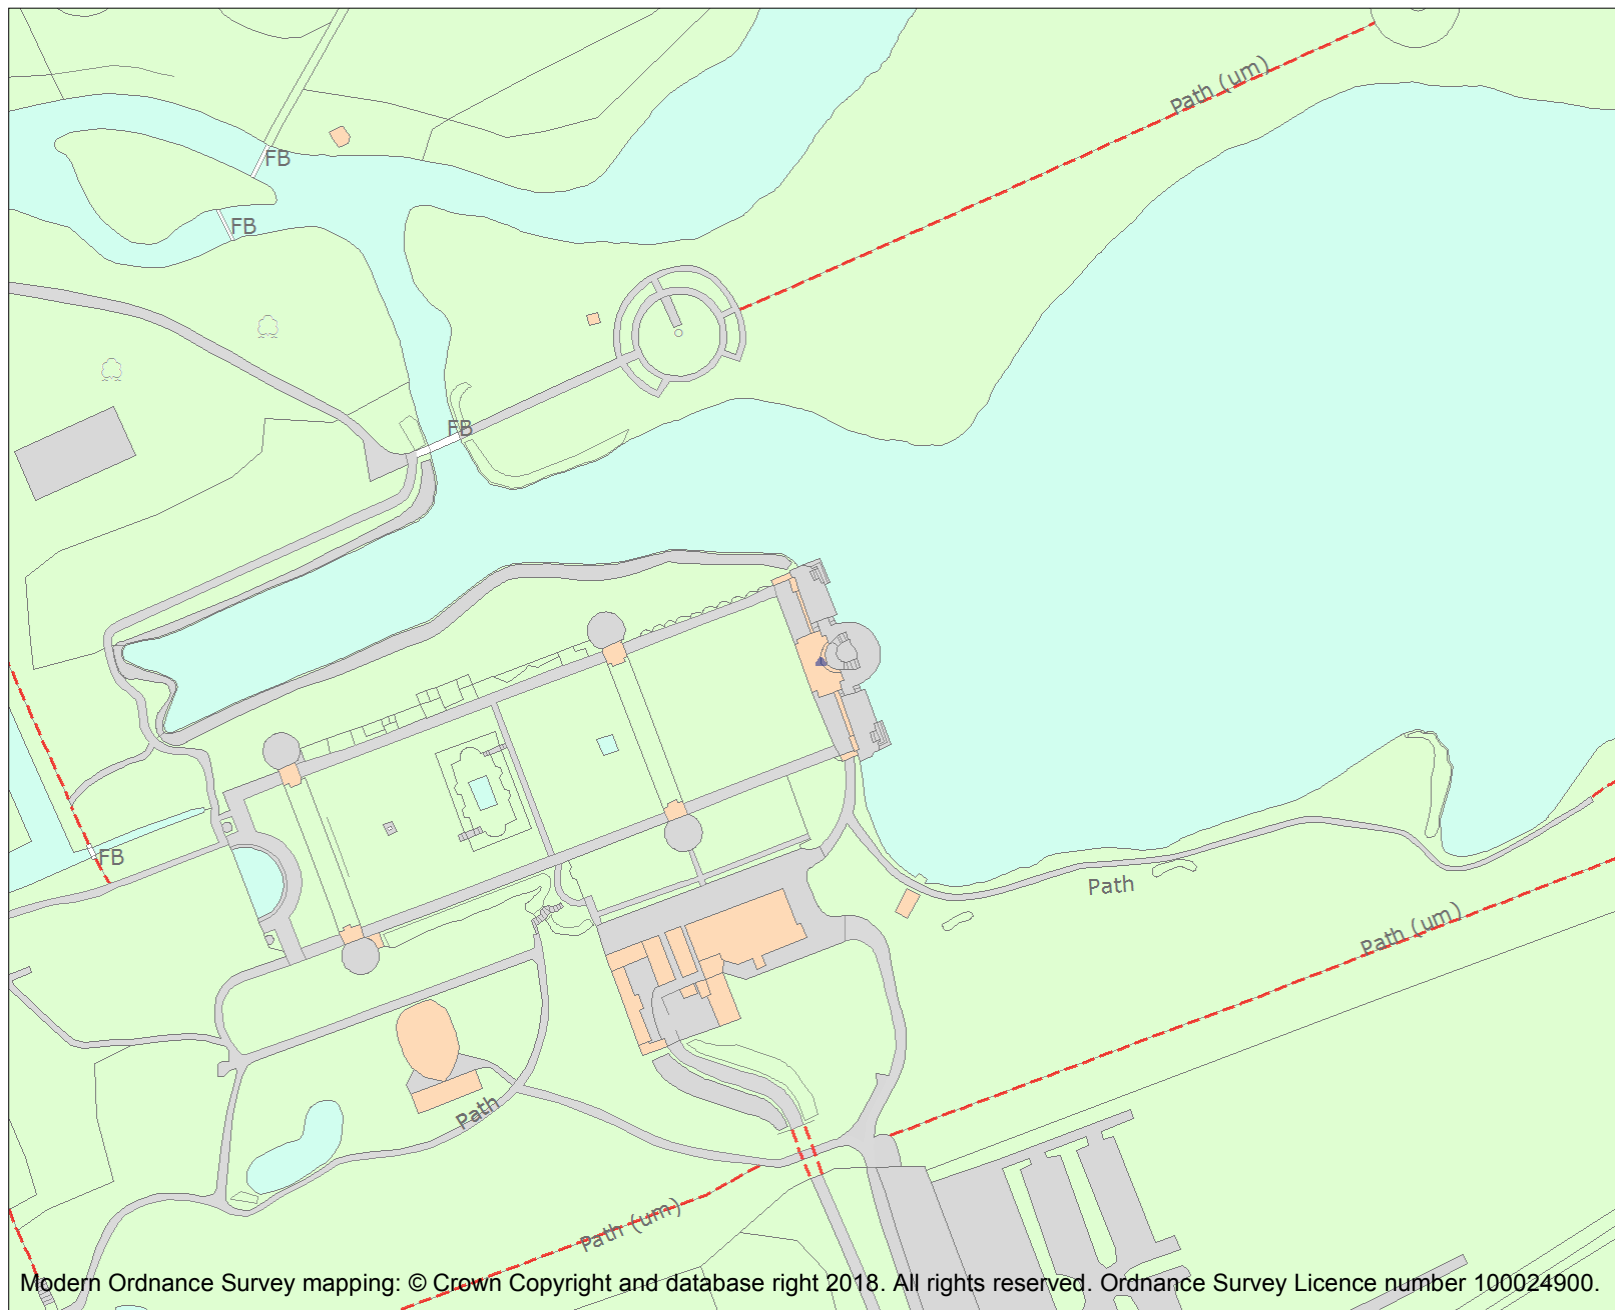 Path (um)
FB
FB
FB
FB
Path
Path (um)
Path
Path (um)
Modern Ordnance Survey mapping: © Crown Copyright and database right 2018. All rights reserved. Ordnance Survey Licence number 100024900.